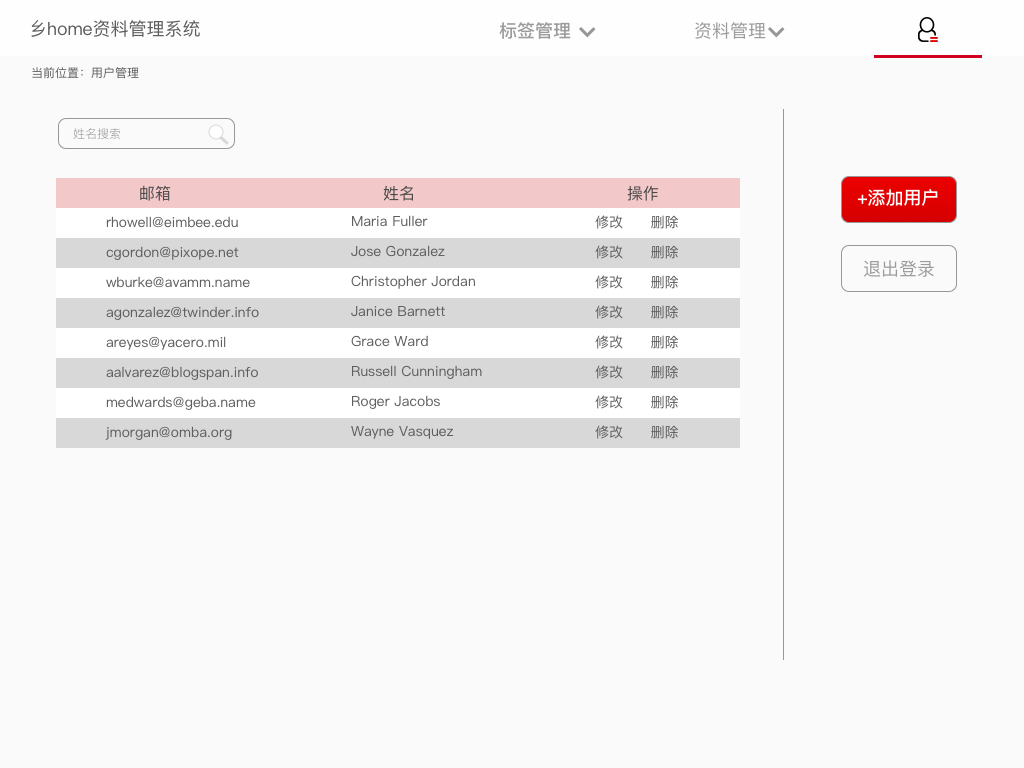 乡home资料管理系统 标签管理 资料管理
当前位置：用户管理
姓名搜索
邮箱 姓名 操作
rhowell@eimbee.edu Maria Fuller 修改 删除
cgordon@pixope.net Jose Gonzalez 修改 删除
wburke@avamm.name Christopher Jordan 修改 删除
agonzalez@twinder.info Janice Barnett 修改 删除
areyes@yacero.mil Grace Ward 修改 删除
aalvarez@blogspan.info Russell Cunningham 修改 删除
medwards@geba.name Roger Jacobs 修改 删除
jmorgan@omba.org Wayne Vasquez 修改 删除
+添加用户
退出登录